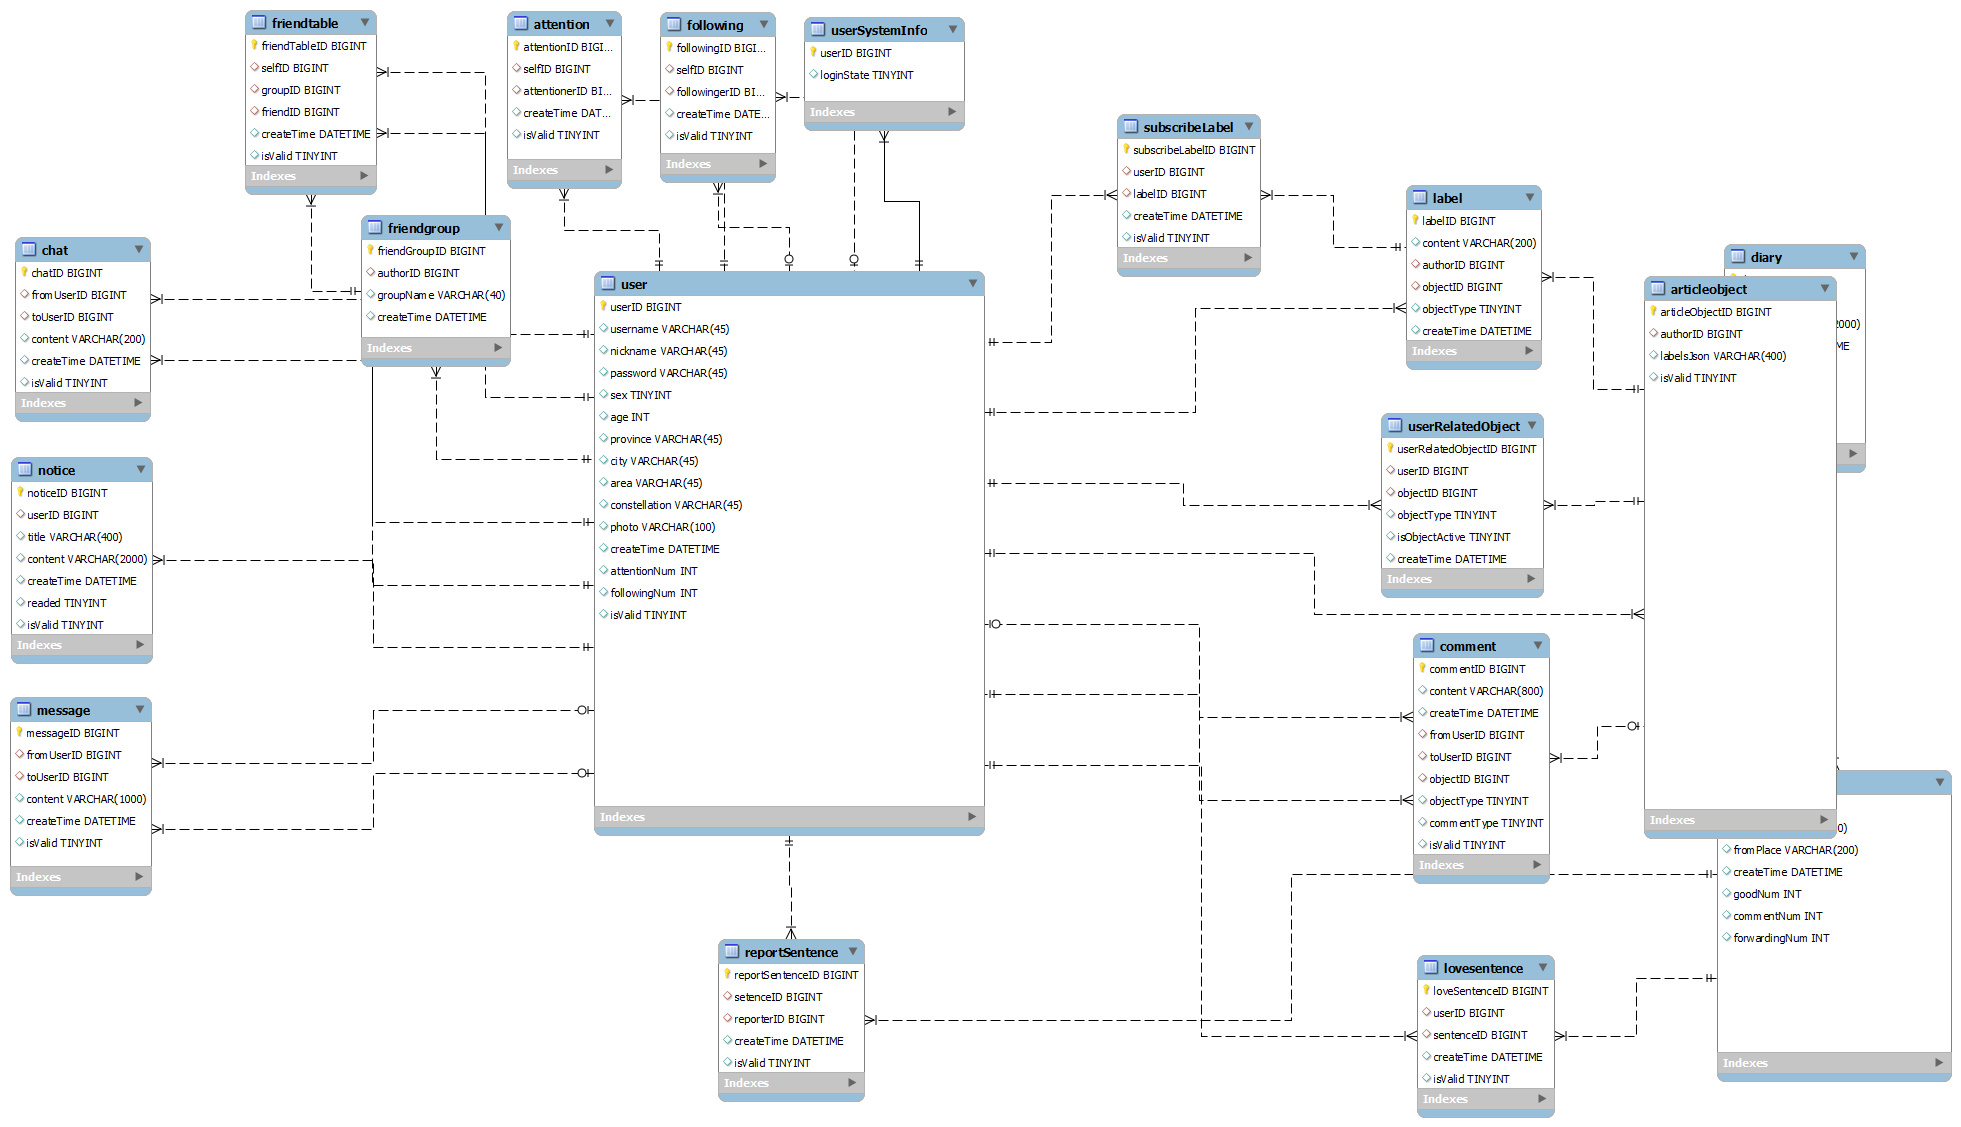 friendtable
friendTableID BIGINT
selfID BIGINT
groupID BIGINT
friendID BIGINT
createTime DATETIME
isValid TINYINT
Indexes
attention
attentionID BIGI...
selfID BIGINT
attentionerID BI...
createTime DAT...
isValid TINYINT
Indexes
following
followingID BIGI...
selfID BIGINT
followingerID BI...
createTime DATE...
isValid TINYINT
Indexes
userSystemInfo
userID BIGINT
loginState TINYINT
Indexes
subscribeLabel
subscribeLabelID BIGINT
userID BIGINT
labelID BIGINT
createTime DATETIME
isValid TINYINT
Indexes
label
labelID BIGINT
content VARCHAR(200)
authorID BIGINT
objectID BIGINT
objectType TINYINT
createTime DATETIME
Indexes
diary
2000)
ME
articleobject
articleObjectID BIGINT
authorID BIGINT
labelsJson VARCHAR(400)
isValid TINYINT
Indexes
chat
chatID BIGINT
fromUserID BIGINT
toUserID BIGINT
content VARCHAR(200)
createTime DATETIME
isValid TINYINT
Indexes
friendgroup
friendGroupID BIGINT
authorID BIGINT
groupName VARCHAR(40)
createTime DATETIME
Indexes
user
userID BIGINT
username VARCHAR(45)
nickname VARCHAR(45)
password VARCHAR(45)
sex TINYINT
age INT
province VARCHAR(45)
city VARCHAR(45)
area VARCHAR(45)
constellation VARCHAR(45)
photo VARCHAR(100)
createTime DATETIME
attentionNum INT
followingNum INT
isValid TINYINT
Indexes
userRelatedObject
userRelatedObjectID BIGINT
userID BIGINT
objectID BIGINT
objectType TINYINT
isObjectActive TINYINT
createTime DATETIME
Indexes
notice
noticeID BIGINT
userID BIGINT
title VARCHAR(400)
content VARCHAR(2000)
createTime DATETIME
readed TINYINT
isValid TINYINT
Indexes
comment
commentID BIGINT
content VARCHAR(800)
createTime DATETIME
fromUserID BIGINT
toUserID BIGINT
objectID BIGINT
objectType TINYINT
commentType TINYINT
isValid TINYINT
Indexes
message
messageID BIGINT
fromUserID BIGINT
toUserID BIGINT
content VARCHAR(1000)
createTime DATETIME
isValid TINYINT
Indexes
0)
fromPlace VARCHAR(200)
createTime DATETIME
goodNum INT
commentNum INT
forwardingNum INT
Indexes
reportSentence
reportSentenceID BIGINT
setenceID BIGINT
reporterID BIGINT
createTime DATETIME
isValid TINYINT
Indexes
lovesentence
loveSentenceID BIGINT
userID BIGINT
sentenceID BIGINT
createTime DATETIME
isValid TINYINT
Indexes